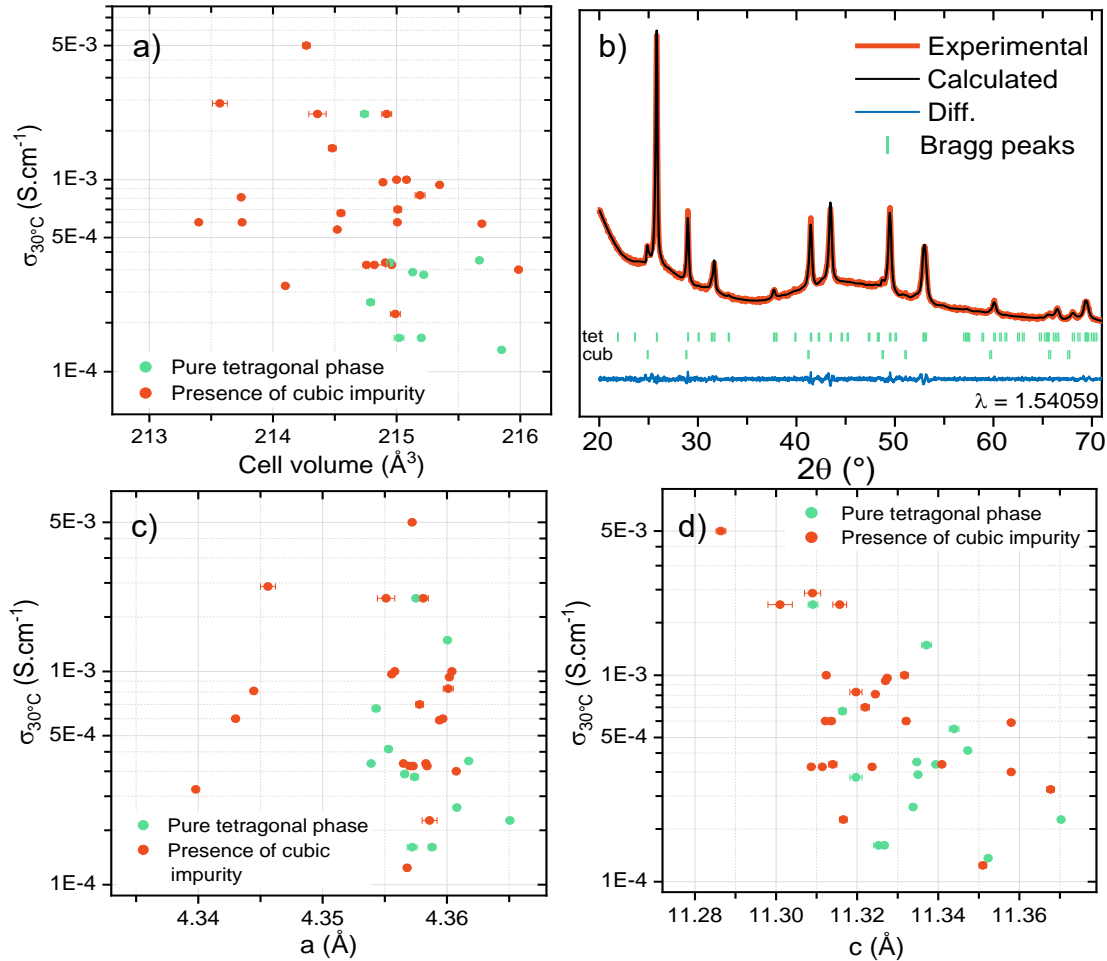 a)
5E-3
1E-3
5E-4
1E-4
σ30°C (S.cm-1)
Pure tetragonal phase
Presence of cubic impurity
213 214 215 216
Cell volume (Å3)
b)
Experimental
Calculated
Diff.
Bragg peaks
tet
cub
λ = 1.54059
20 30 40 50 60 70
2θ (°)
c)
5E-3
1E-3
5E-4
1E-4
σ30°C (S.cm-1)
Pure tetragonal phase
Presence of cubic
impurity
4.34 4.35 4.36
a (Å)
d)
Pure tetragonal phase
Presence of cubic impurity
5E-3
1E-3
5E-4
1E-4
σ30°C (S.cm-1)
11.28 11.30 11.32 11.34 11.36
c (Å)